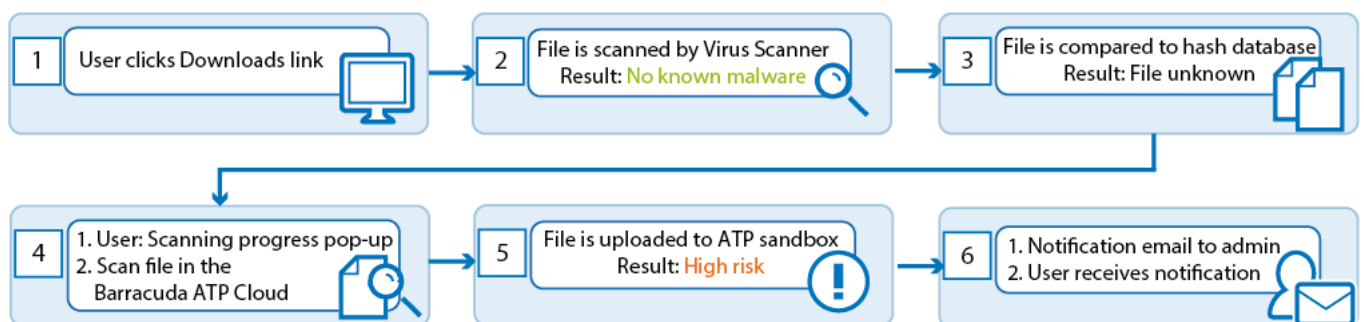 1
User clicks Downloads link
2
File is scanned by Virus Scanner
Result: No known malware
3
File is compared to hash database
Result: File unknown
4
1. User: Scanning progress pop-up
2. Scan file in the
Barracuda ATP Cloud
5
File is uploaded to ATP sandbox
Result: High risk
6
1. Notification email to admin
2. User receives notification